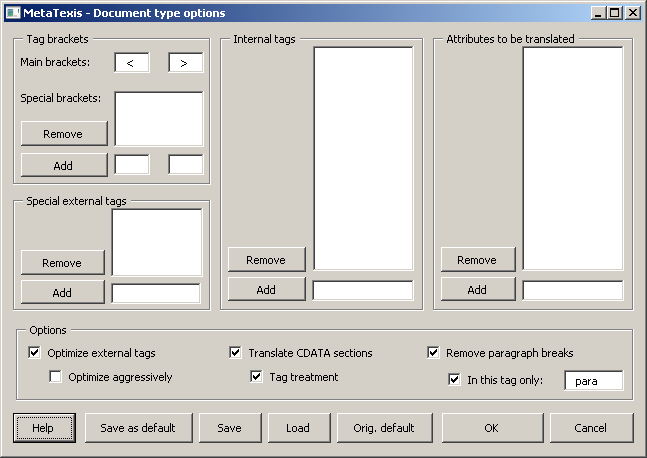 MetaTexis - Document type options
Tag brackets
Main brackets: < >
Special brackets:
Remove
Add
Special external tags
Remove
Add
Internal tags
Remove
Add
Attributes to be translated
Remove
Add
Options
Optimize external tags
Translate CDATA sections
Remove paragraph breaks
Optimize aggressively
Tag treatment
In this tag only: para
Help
Save as default
Save
Load
Orig. default
OK
Cancel